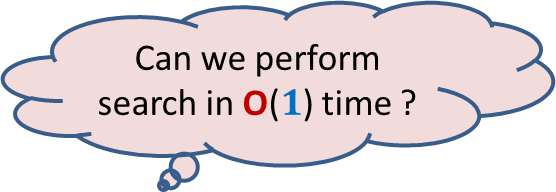 Can we perform
search in O(1) time ?